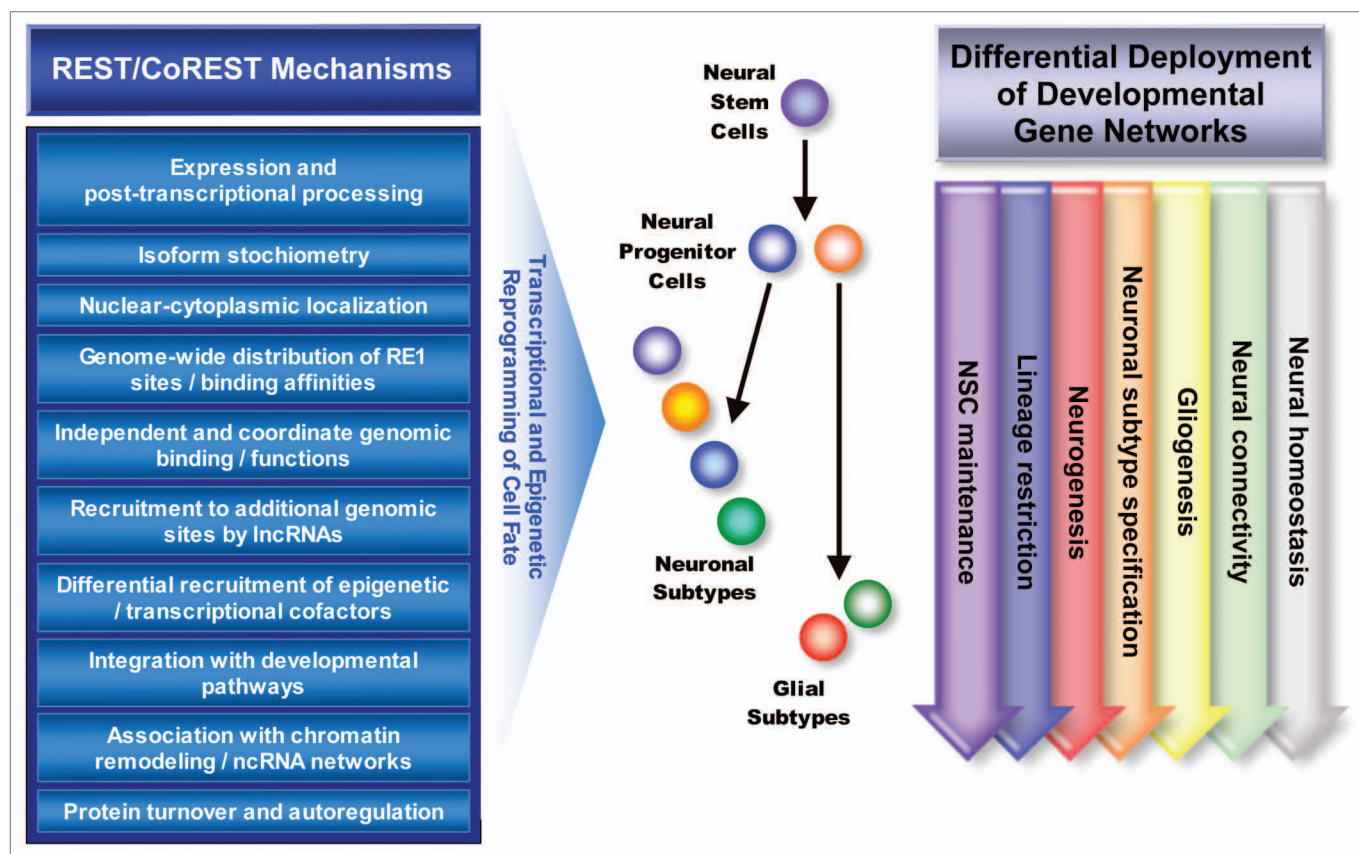 REST/CoREST Mechanisms
Expression and
post-transcriptional processing
Isoform stochiometry
Nuclear-cytoplasmic localization
Genome-wide distribution of RE1
sites / binding affinities
Independent and coordinate genomic
binding / functions
Recruitment to additional genomic
sites by lncRNAs
Differential recruitment of epigenetic
/ transcriptional cofactors
Integration with developmental
pathways
Association with chromatin
remodeling / ncRNA networks
Protein turnover and autoregulation
Transcriptional and Epigenetic
Reprogramming of Cell Fate
Neural
Stem
Cells
Neural
Progenitor
Cells
Neuronal
Subtypes
Glial
Subtypes
Differential Deployment
of Developmental
Gene Networks
NSC maintenance
Lineage restriction
Neurogenesis
Neuronal subtype specification
Gliogenesis
Neural connectivity
Neural homeostasis